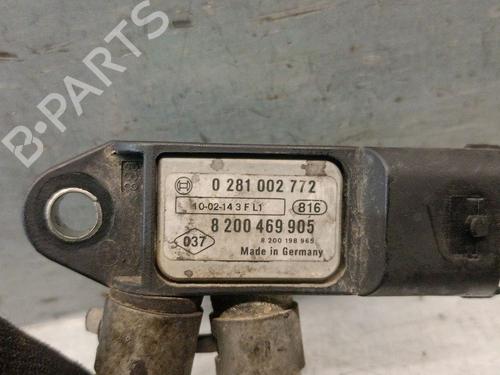 B-PARTS
0 281 002 772
10-02-14 3 F L1 816
8 200 469 905
037 8 200 198 965
Made in Germany